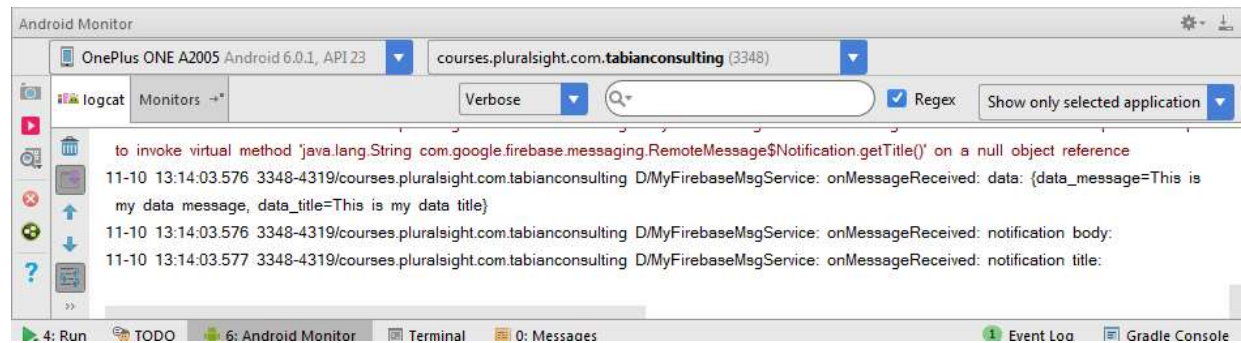 Android Monitor
OnePlus ONE A2005 Android 6.0.1, API 23
courses.pluralsight.com.tabianconsulting (3348)
logcat
Monitors
Verbose
Regex
Show only selected application
to invoke virtual method 'java.lang.String com.google.firebase.messaging.RemoteMessage$Notification.getTitle()' on a null object reference
11-10 13:14:03.576 3348-4319/courses.pluralsight.com.tabianconsulting D/MyFirebaseMsgService: onMessageReceived: data: {data_message=This is
my data message, data_title=This is my data title}
11-10 13:14:03.576 3348-4319/courses.pluralsight.com.tabianconsulting D/MyFirebaseMsgService: onMessageReceived: notification body:
11-10 13:14:03.577 3348-4319/courses.pluralsight.com.tabianconsulting D/MyFirebaseMsgService: onMessageReceived: notification title:
4: Run
TODO
6: Android Monitor
Terminal
0: Messages
1 Event Log
Gradle Console